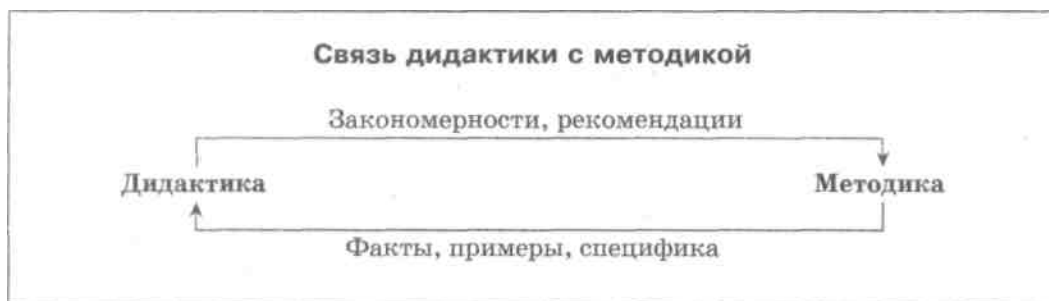 Связь дидактики с методикой
Закономерности, рекомендации
Дидактика Методика
Факты, примеры, специфика